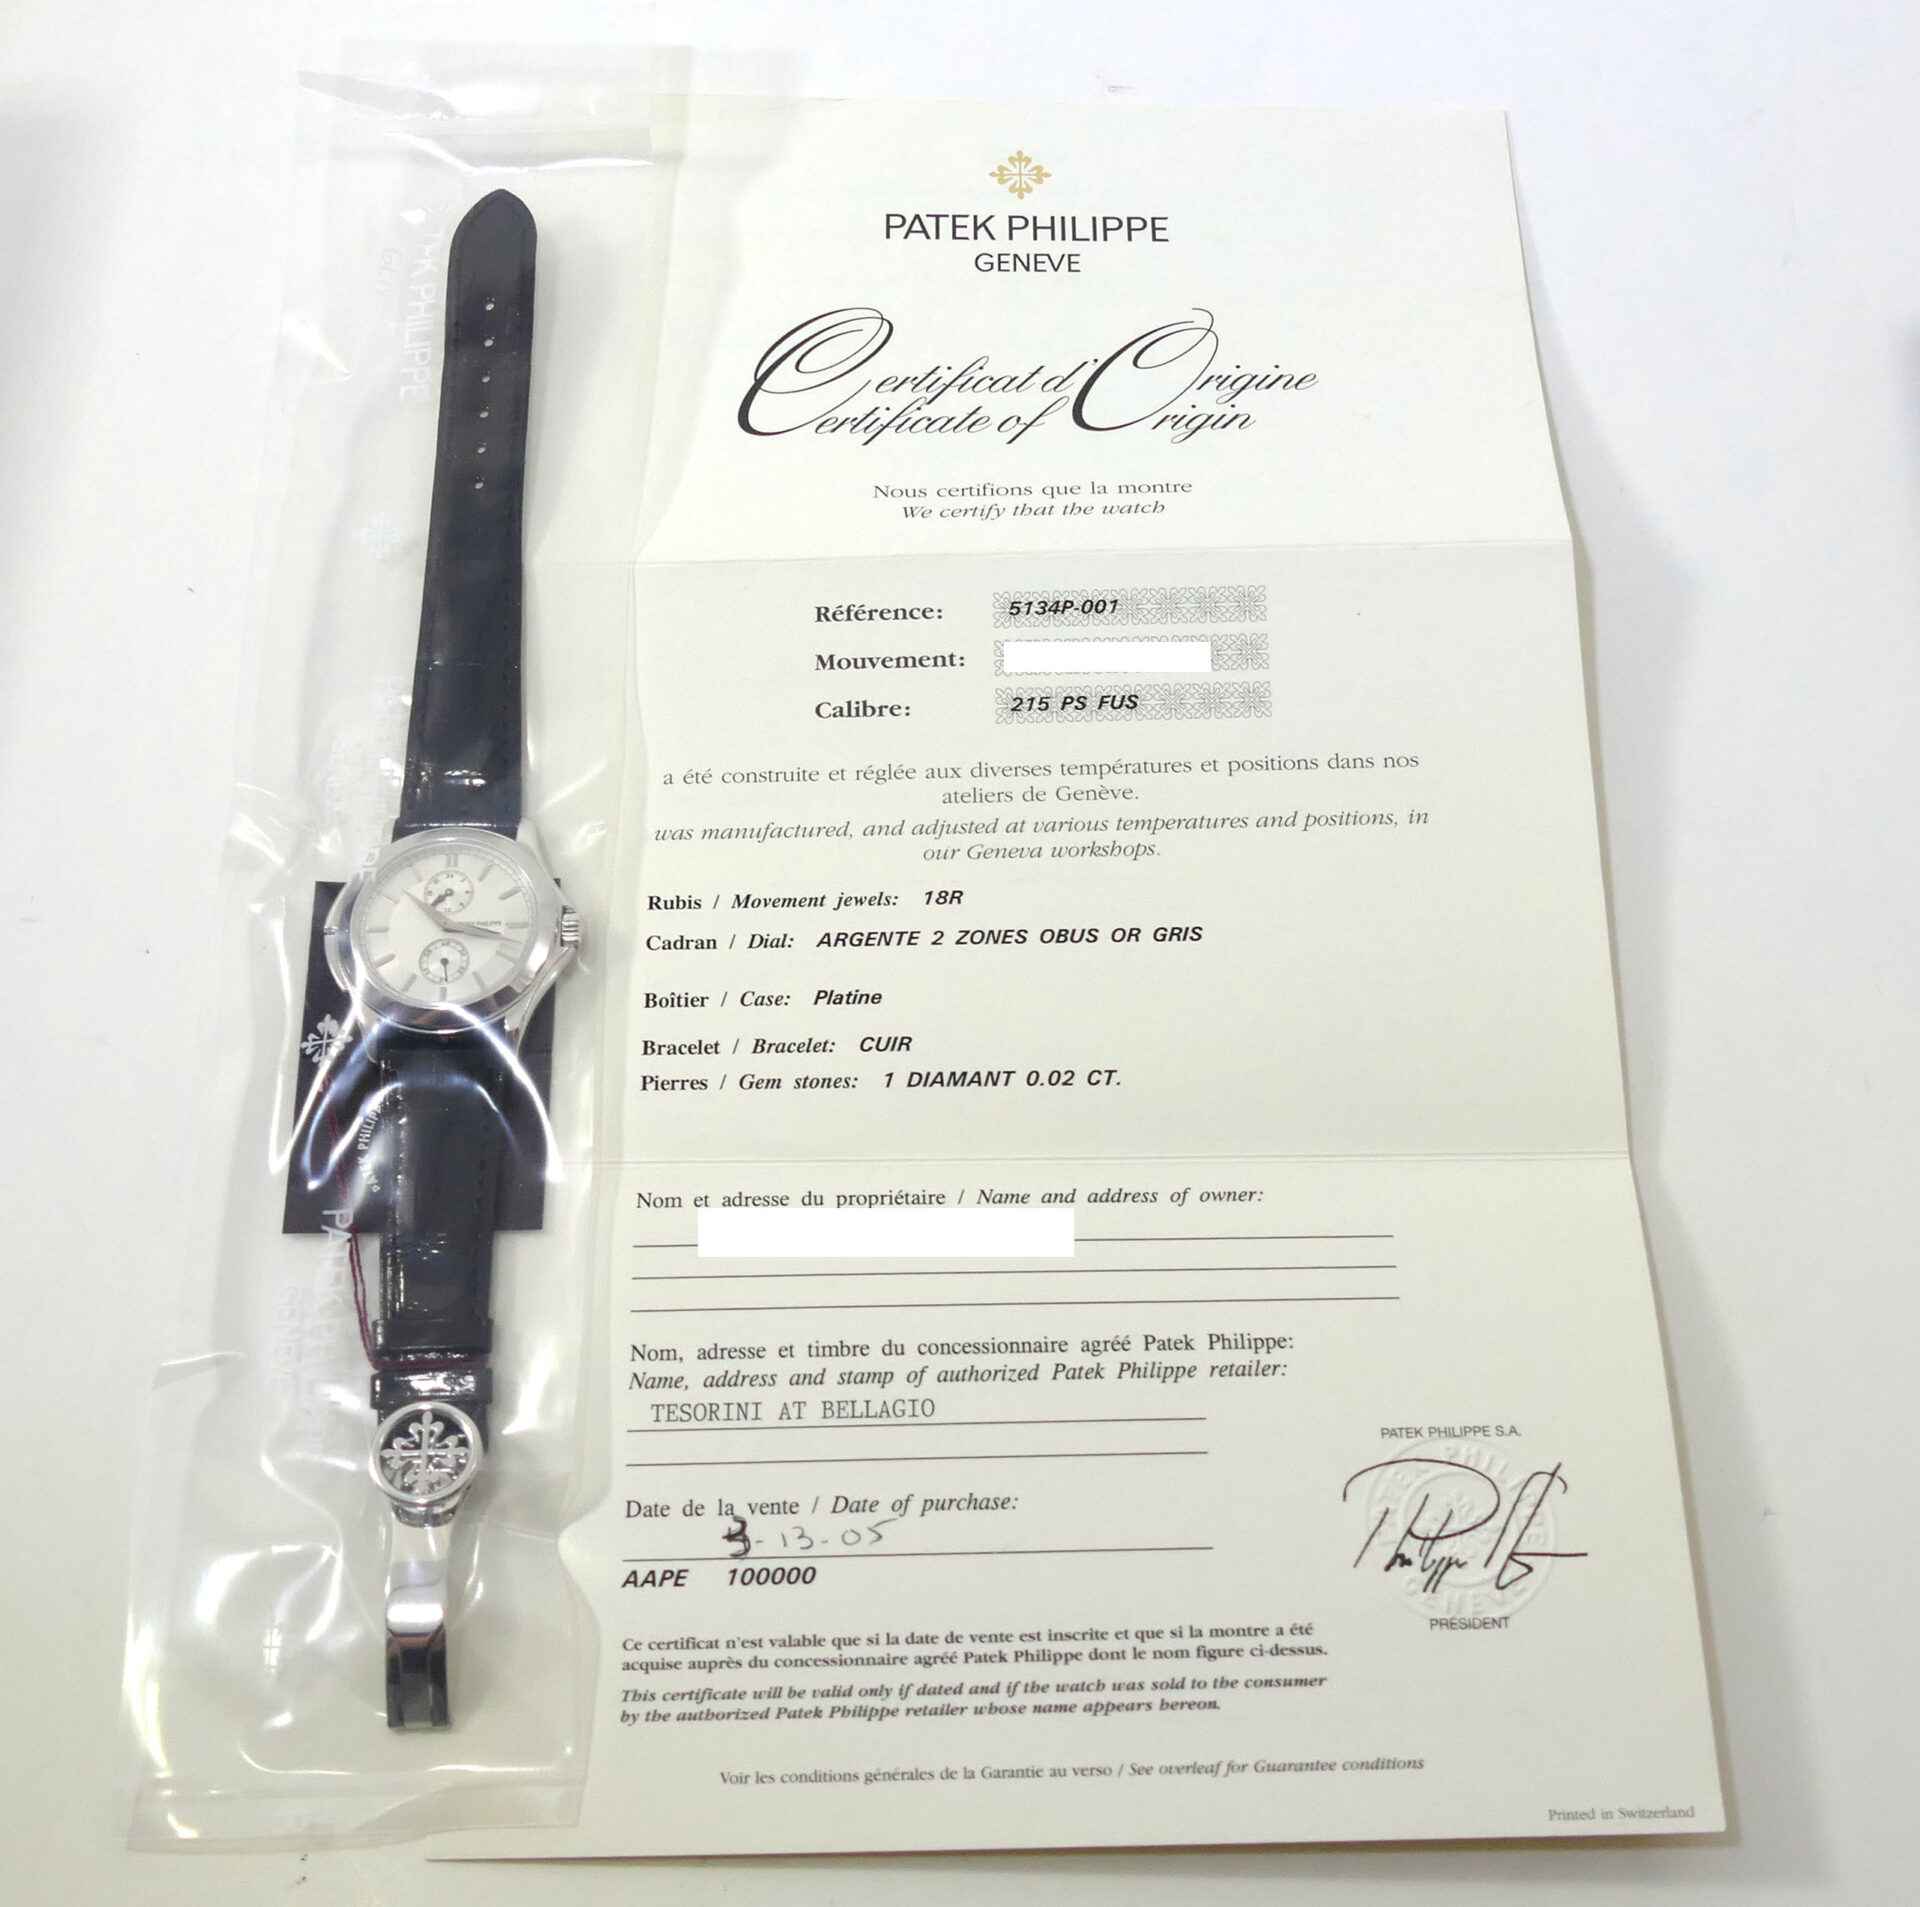 PATEK PHILIPPE
GENEVE
Certificat d'Origine
Certificate of Origin
Nous certifions que la montre
We certify that the watch
Référence: 5134P-001
Mouvement:
Calibre: 215 PS FUS
a été construite et réglée aux diverses températures et positions dans nos
ateliers de Genève.
was manufactured, and adjusted at various temperatures and positions, in
our Geneva workshops.
Rubis / Movement jewels: 18R
Cadran / Dial: ARGENTE 2 ZONES OBUS OR GRIS
Boîtier / Case: Platine
Bracelet / Bracelet: CUIR
Pierres / Gem stones: 1 DIAMANT 0.02 CT.
Nom et adresse du propriétaire / Name and address of owner:
Nom, adresse et timbre du concessionnaire agréé Patek Philippe:
Name, address and stamp of authorized Patek Philippe retailer:
TESORINI AT BELLAGIO
Date de la vente / Date of purchase:
3-13-05
AAPE 100000
PATEK PHILIPPE S.A.
PRÉSIDENT
Ce certificat n'est valable que si la date de vente est inscrite et que si la montre a été
acquise auprès du concessionnaire agréé Patek Philippe dont le nom figure ci-dessus.
This certificate will be valid only if dated and if the watch was sold to the consumer
by the authorized Patek Philippe retailer whose name appears hereon.
Voir les conditions générales de la Garantie au verso / See overleaf for Guarantee conditions
Printed in Switzerland
PATEK PHILIPPE